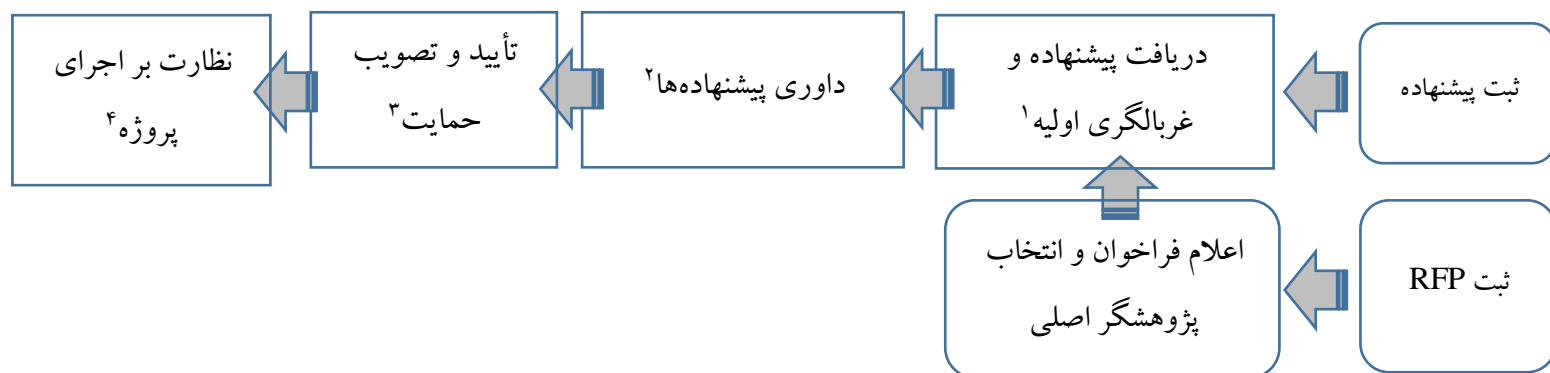 ثبت پیشنهاده
دریافت پیشنهاده و
غربالگری اولیه۱
داوری پیشنهاده‌ها۲
تأیید و تصویب
حمایت۳
نظارت بر اجرای
پروژه۴
ثبت RFP
اعلام فراخوان و انتخاب
پژوهشگر اصلی